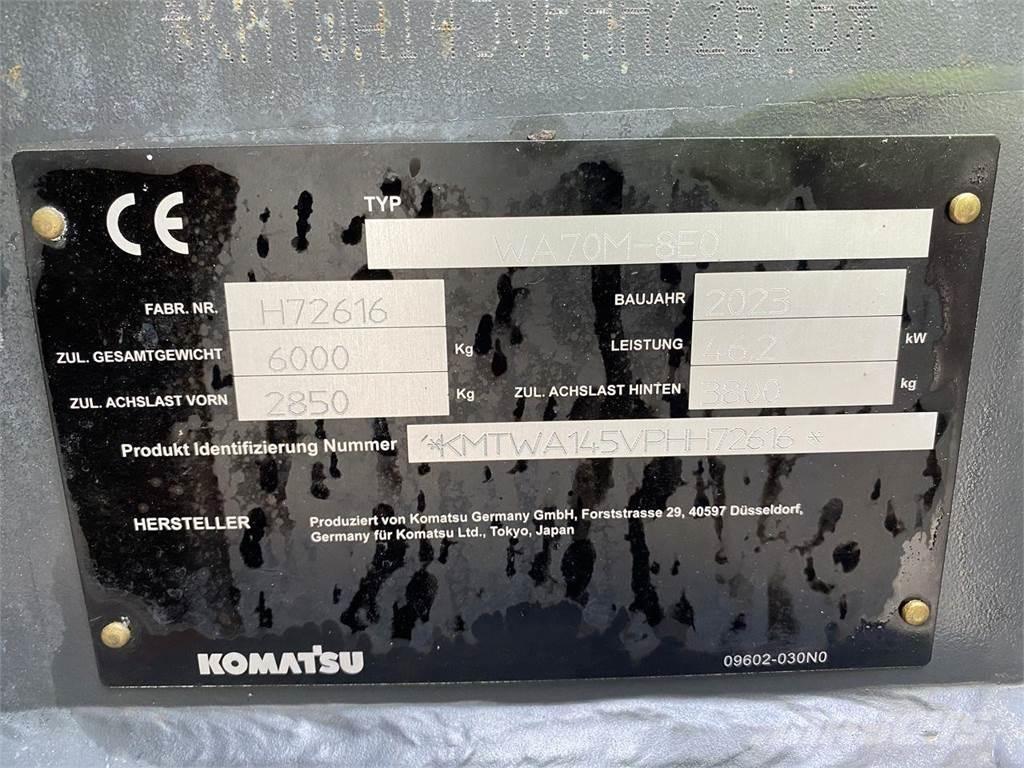 *KMTWA145VPHH72616*
CE
TYP
WA70M-8E0
FABR. NR. H72616
BAUJAHR 2023
ZUL. GESAMTGEWICHT 6000 Kg
LEISTUNG 46.2 kW
ZUL. ACHSLAST VORN 2850 Kg
ZUL. ACHSLAST HINTEN 3800 kg
Produkt Identifizierung Nummer *KMTWA145VPHH72616*
HERSTELLER
Produziert von Komatsu Germany GmbH, Forststrasse 29, 40597 Düsseldorf,
Germany für Komatsu Ltd., Tokyo, Japan
KOMATSU
09602-030N0